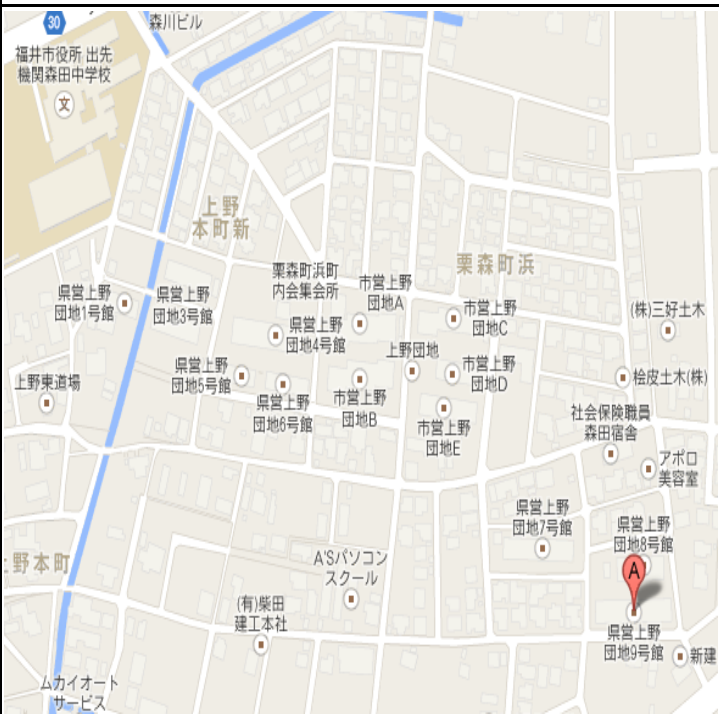 30
森川ビル
福井市役所 出先
機関森田中学校
文
上野
本町新
栗森町浜
栗森町浜町
内会集会所
市営上野
団地A
県営上野
団地1号館
県営上野
団地3号館
県営上野
団地4号館
市営上野
団地C
(株)三好土木
上野団地
県営上野
団地5号館
市営上野
団地D
桧皮土木(株)
上野東道場
県営上野
団地6号館
市営上野
団地B
市営上野
団地E
社会保険職員
森田宿舎
アポロ
美容室
県営上野
団地7号館
県営上野
団地8号館
上野本町
A'Sパソコン
スクール
A
(有)柴田
建工本社
県営上野
団地9号館
新建
ムカイオート
サービス